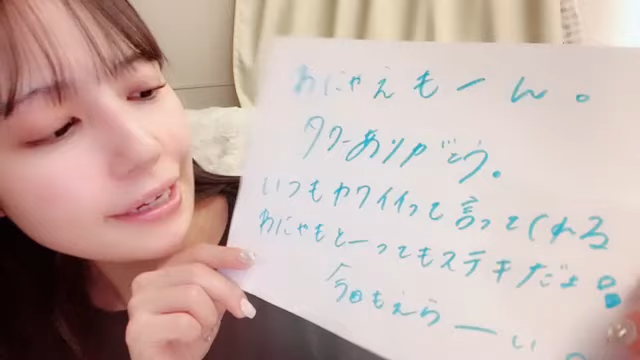 わにゃえもーん。
タワーありがとう。
いつもカワイイって言ってくれる
わにゃもとーってもステキだよ
今日もえらーい